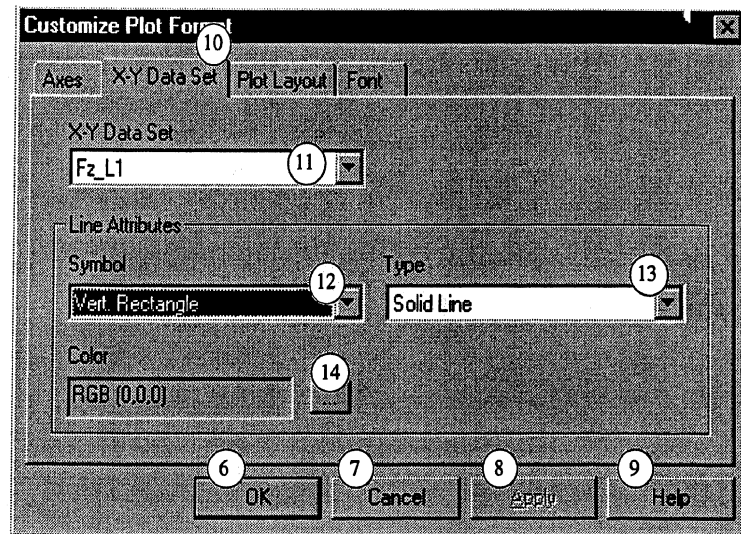 Customize Plot Format
10
Axes X-Y Data Set Plot Layout Font
X-Y Data Set
Fz_L1 11
Line Attributes
Symbol Type
12 13
Vert. Rectangle Solid Line
Color
14
RGB (0,0,0) ...
6 7 8 9
OK Cancel Apply Help